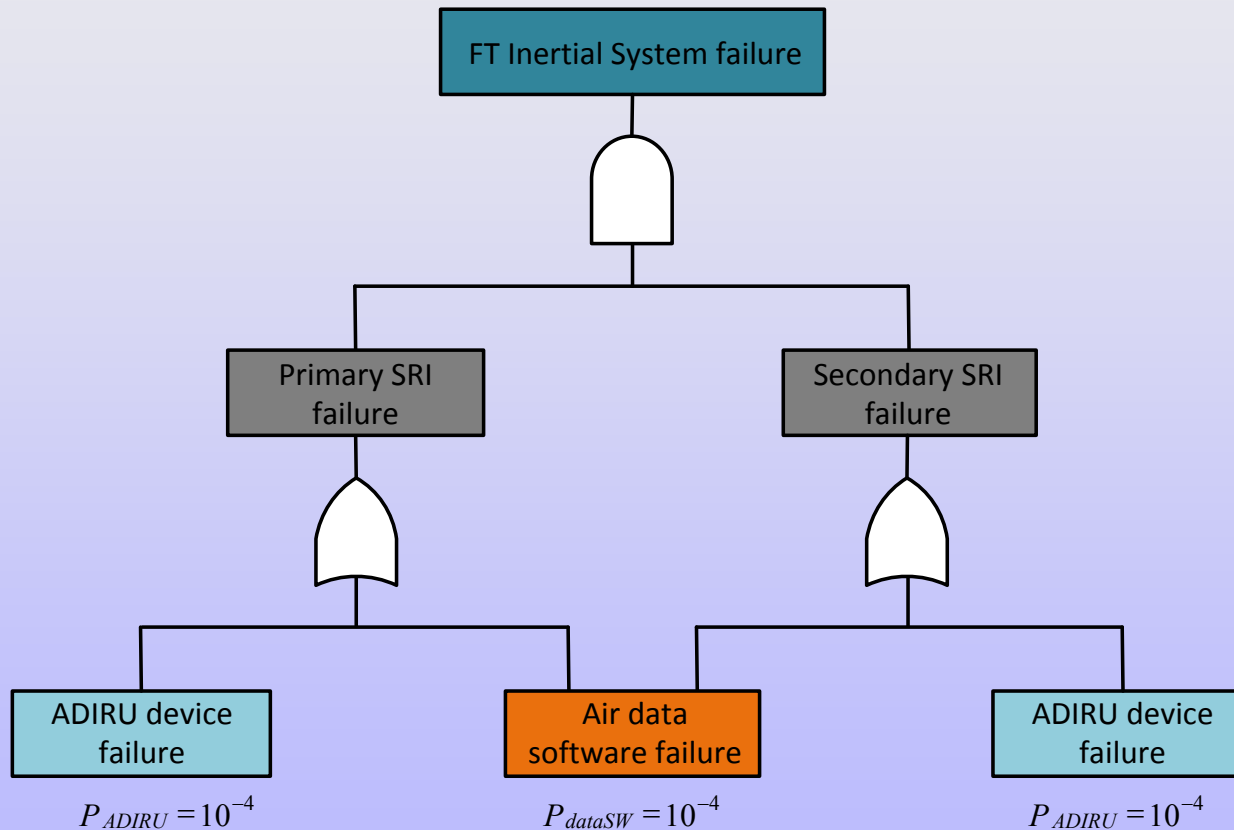 FT Inertial System failure
Primary SRI
failure
Secondary SRI
failure
ADIRU device
failure
Air data
software failure
ADIRU device
failure
P_ADIRU = 10⁻⁴
P_dataSW = 10⁻⁴
P_ADIRU = 10⁻⁴